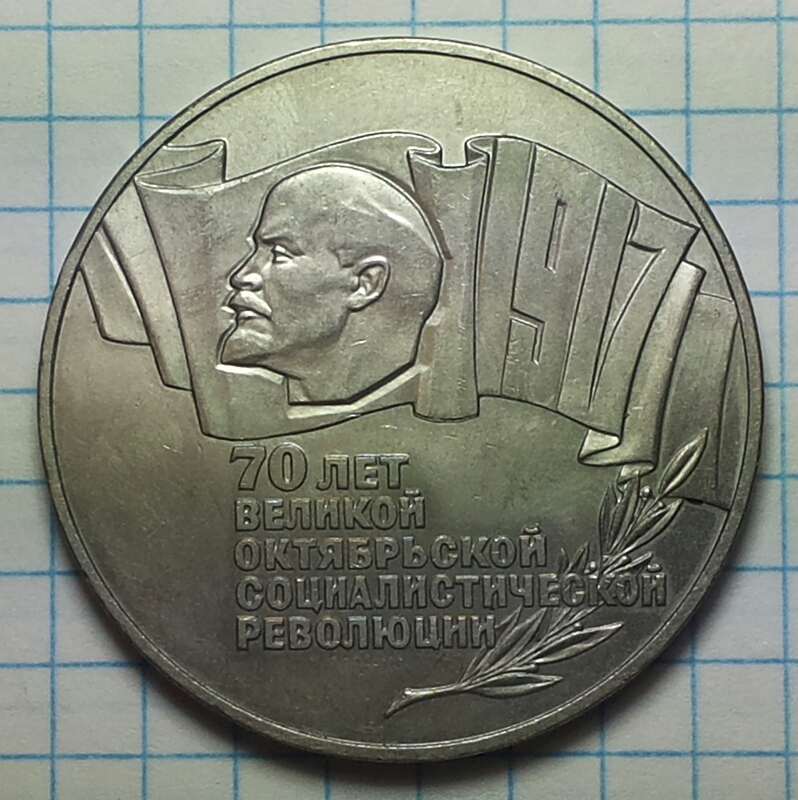 1917
70 ЛЕТ
ВЕЛИКОЙ
ОКТЯБРЬСКОЙ
СОЦИАЛИСТИЧЕСКОЙ
РЕВОЛЮЦИИ